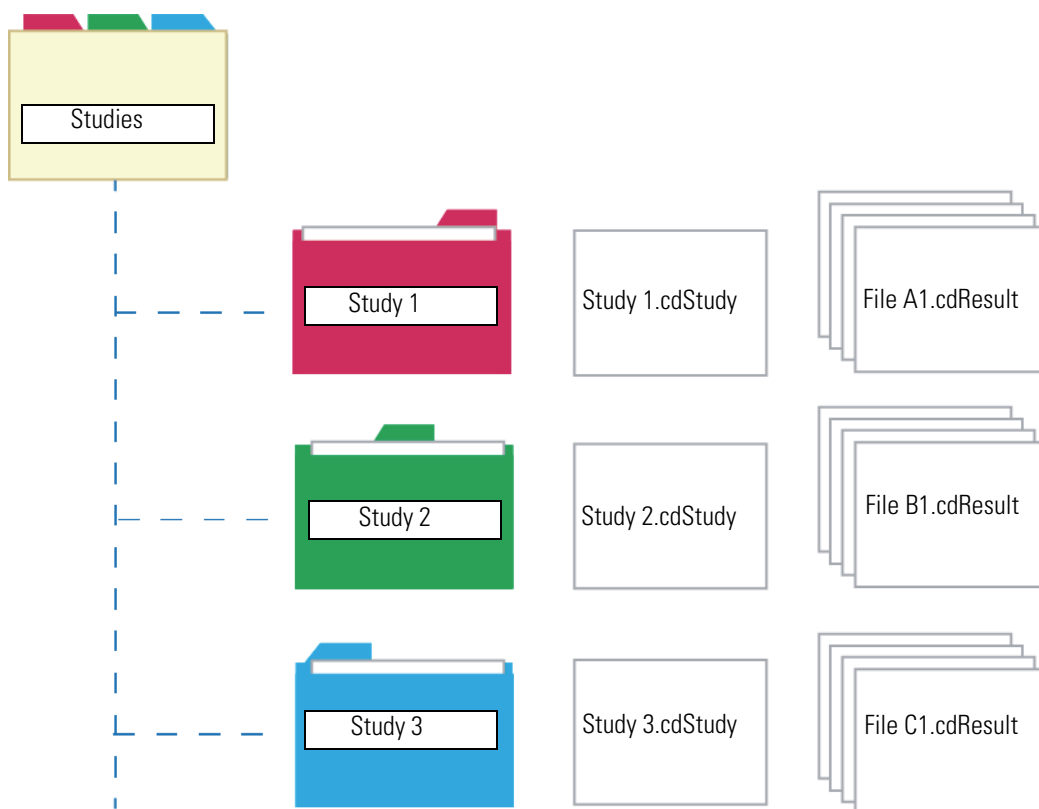 Studies
Study 1
Study 1.cdStudy
File A1.cdResult
Study 2
Study 2.cdStudy
File B1.cdResult
Study 3
Study 3.cdStudy
File C1.cdResult